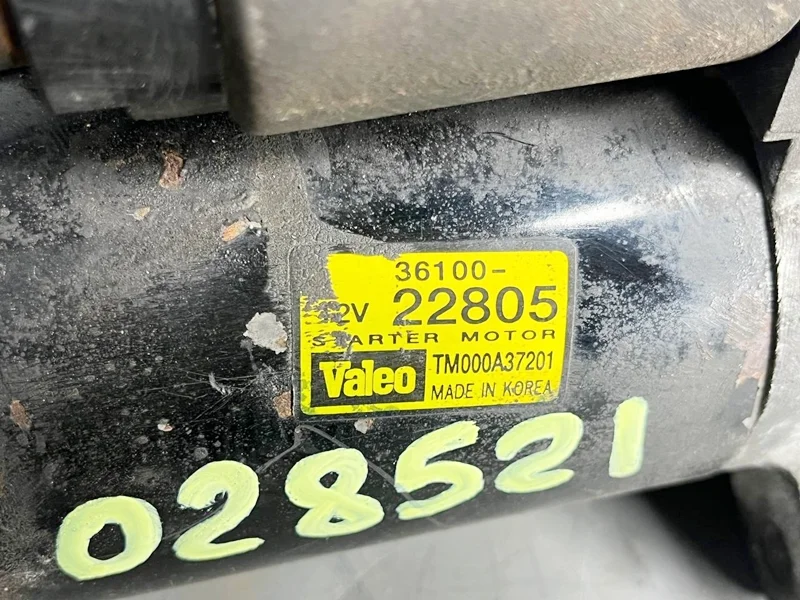 36100-
12V 22805
STARTER MOTOR
Valeo TM000A37201
MADE IN KOREA
028521